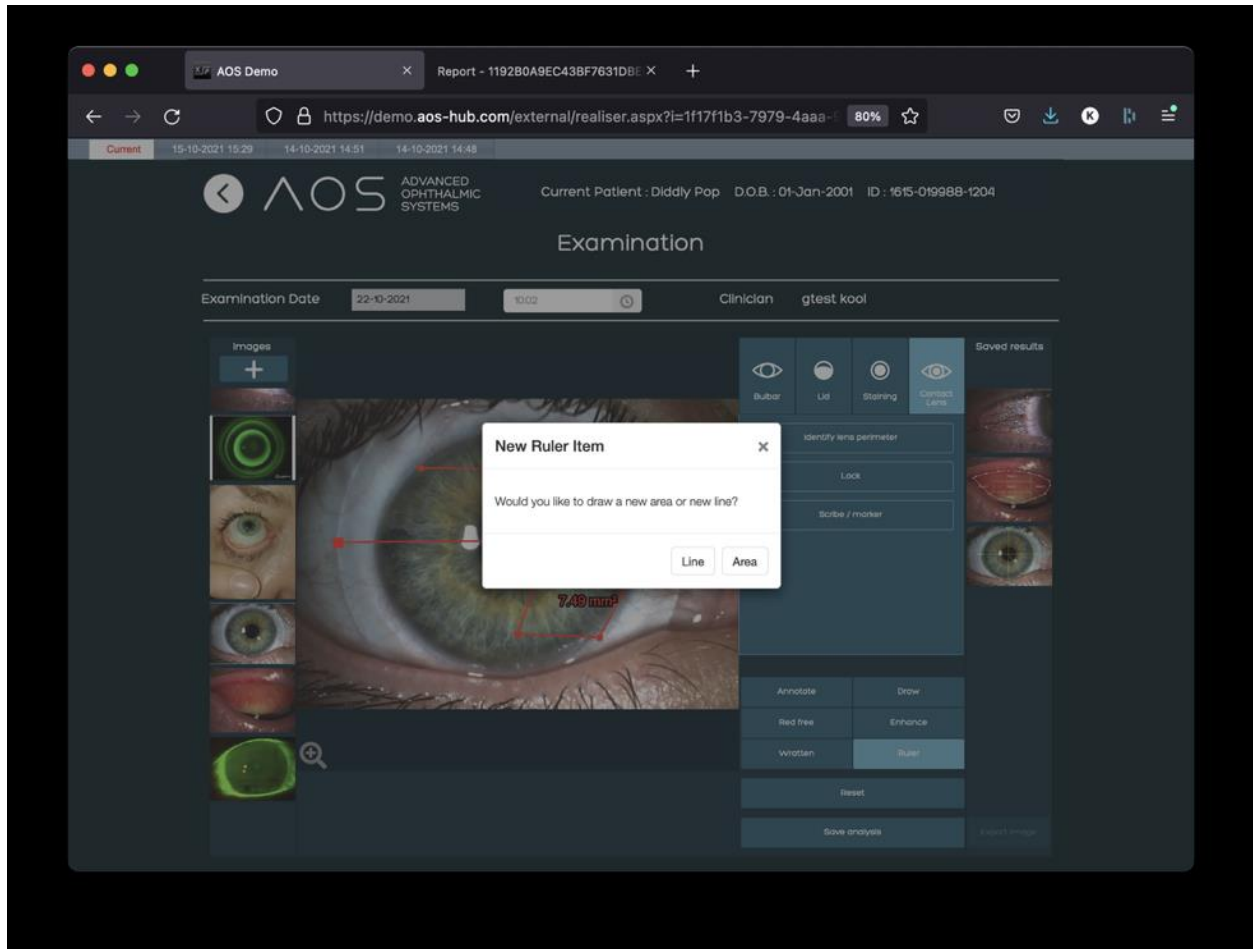 AOS Demo
Report - 1192B0A9EC43BF7631DBE
https://demo.aos-hub.com/external/realiser.aspx?i=1f17f1b3-7979-4aaa-
80%
K
Current 15-10-2021 15:29 14-10-2021 14:51 14-10-2021 14:48
AOS
ADVANCED
OPHTHALMIC
SYSTEMS
Current Patient : Diddly Pop D.O.B. : 01-Jan-2001 ID : 1615-019988-1204
Examination
Examination Date 22-10-2021 10:02 Clinician gtest kool
Images
Saved results
Bulbar Lid Staining Contact Lens
Identify lens perimeter
Lock
Scribe / marker
New Ruler Item
Would you like to draw a new area or new line?
Line Area
7.49 mm²
Annotate Draw
Red free Enhance
Wratten Ruler
Reset
Save analysis
Export image